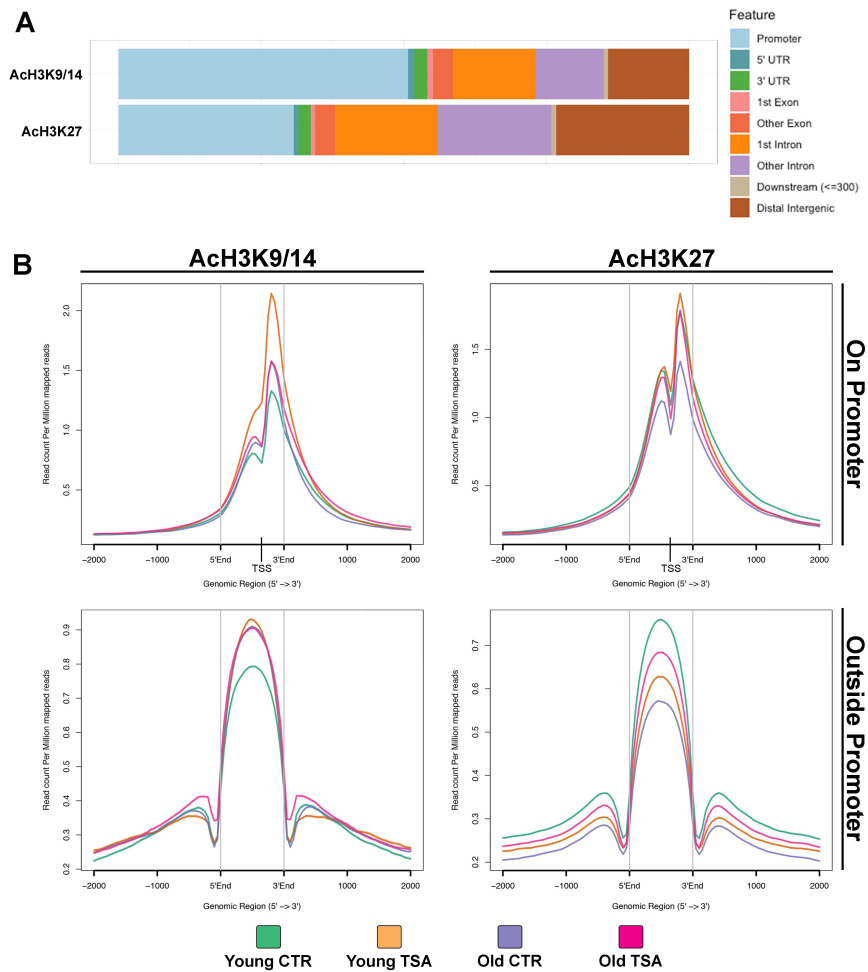 A
Feature
Promoter
5' UTR
3' UTR
1st Exon
Other Exon
1st Intron
Other Intron
Downstream (<=300)
Distal Intergenic
AcH3K9/14
AcH3K27
B
AcH3K9/14
AcH3K27
Read count Per Million mapped reads
2.0
1.5
1.0
0.5
−2000
−1000
5'End
TSS
3'End
1000
2000
Genomic Region (5' −> 3')
Read count Per Million mapped reads
1.5
1.0
0.5
−2000
−1000
5'End
TSS
3'End
1000
2000
Genomic Region (5' −> 3')
On Promoter
Read count Per Million mapped reads
0.9
0.8
0.7
0.6
0.5
0.4
0.3
0.2
−2000
−1000
5'End
3'End
1000
2000
Genomic Region (5' −> 3')
Read count Per Million mapped reads
0.7
0.6
0.5
0.4
0.3
0.2
−2000
−1000
5'End
3'End
1000
2000
Genomic Region (5' −> 3')
Outside Promoter
Young CTR
Young TSA
Old CTR
Old TSA